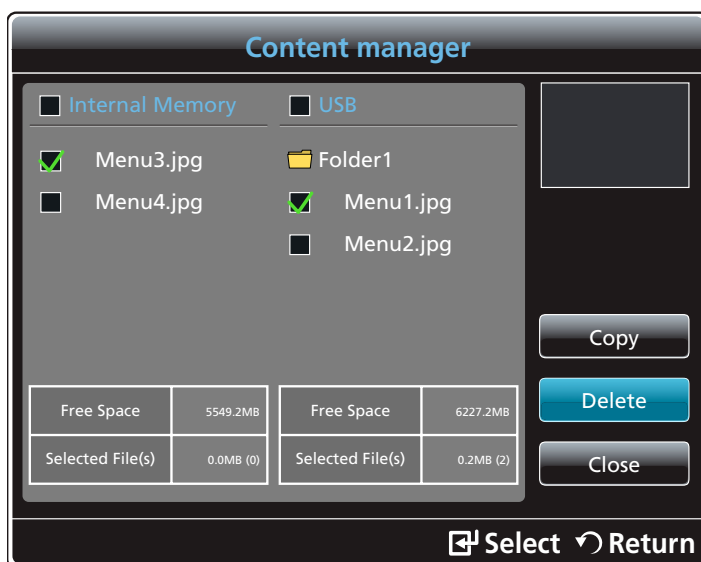 Content manager
Internal Memory USB
Menu3.jpg Folder1
Menu4.jpg Menu1.jpg
Menu2.jpg
Copy
Free Space 5549.2MB Free Space 6227.2MB Delete
Selected File(s) 0.0MB (0) Selected File(s) 0.2MB (2) Close
Select Return